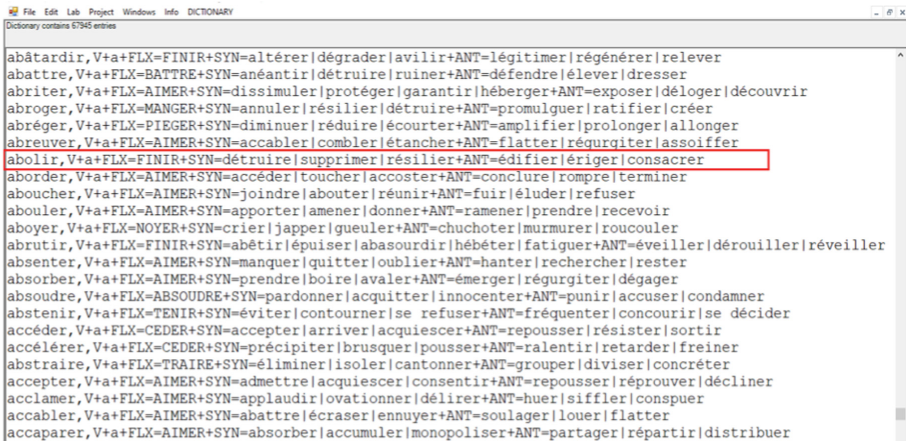 File Edit Lab Project Windows Info DICTIONARY
Dictionary contains 67945 entries
abâtardir,V+a+FLX=FINIR+SYN=altérer|dégrader|avilir+ANT=légitimer|régénérer|relever
abattre,V+a+FLX=BATTRE+SYN=anéantir|détruire|ruiner+ANT=défendre|élever|dresser
abriter,V+a+FLX=AIMER+SYN=dissimuler|protéger|garantir|héberger+ANT=exposer|déloger|découvrir
abroger,V+a+FLX=MANGER+SYN=annuler|résilier|détruire+ANT=promulguer|ratifier|créer
abréger,V+a+FLX=PIEGER+SYN=diminuer|réduire|écourter+ANT=amplifier|prolonger|allonger
abreuver,V+a+FLX=AIMER+SYN=accabler|combler|étancher+ANT=flatter|régurgiter|assoiffer
abolir,V+a+FLX=FINIR+SYN=détruire|supprimer|résilier+ANT=édifier|ériger|consacrer
aborder,V+a+FLX=AIMER+SYN=accéder|toucher|accoster+ANT=conclure|rompre|terminer
aboucher,V+a+FLX=AIMER+SYN=joindre|abouter|réunir+ANT=fuir|éluder|refuser
abouler,V+a+FLX=AIMER+SYN=apporter|amener|donner+ANT=ramener|prendre|recevoir
aboyer,V+a+FLX=NOYER+SYN=crier|japper|gueuler+ANT=chuchoter|murmurer|roucouler
abrutir,V+a+FLX=FINIR+SYN=abêtir|épuiser|abasourdir|hébéter|fatiguer+ANT=éveiller|dérouiller|réveiller
absenter,V+a+FLX=AIMER+SYN=manquer|quitter|oublier+ANT=hanter|rechercher|rester
absorber,V+a+FLX=AIMER+SYN=prendre|boire|avaler+ANT=émerger|régurgiter|dégager
absoudre,V+a+FLX=ABSOUDRE+SYN=pardonner|acquitter|innocenter+ANT=punir|accuser|condamner
abstenir,V+a+FLX=TENIR+SYN=éviter|contourner|se refuser+ANT=fréquenter|concourir|se décider
accéder,V+a+FLX=CEDER+SYN=accepter|arriver|acquiescer+ANT=repousser|résister|sortir
accélérer,V+a+FLX=CEDER+SYN=précipiter|brusquer|pousser+ANT=ralentir|retarder|freiner
abstraire,V+a+FLX=TRAIRE+SYN=éliminer|isoler|cantonner+ANT=grouper|diviser|concréter
accepter,V+a+FLX=AIMER+SYN=admettre|acquiescer|consentir+ANT=repousser|réprouver|décliner
acclamer,V+a+FLX=AIMER+SYN=applaudir|ovationner|délirer+ANT=huer|siffler|conspuer
accabler,V+a+FLX=AIMER+SYN=abattre|écraser|ennuyer+ANT=soulager|louer|flatter
accaparer,V+a+FLX=AIMER+SYN=absorber|accumuler|monopoliser+ANT=partager|répartir|distribuer